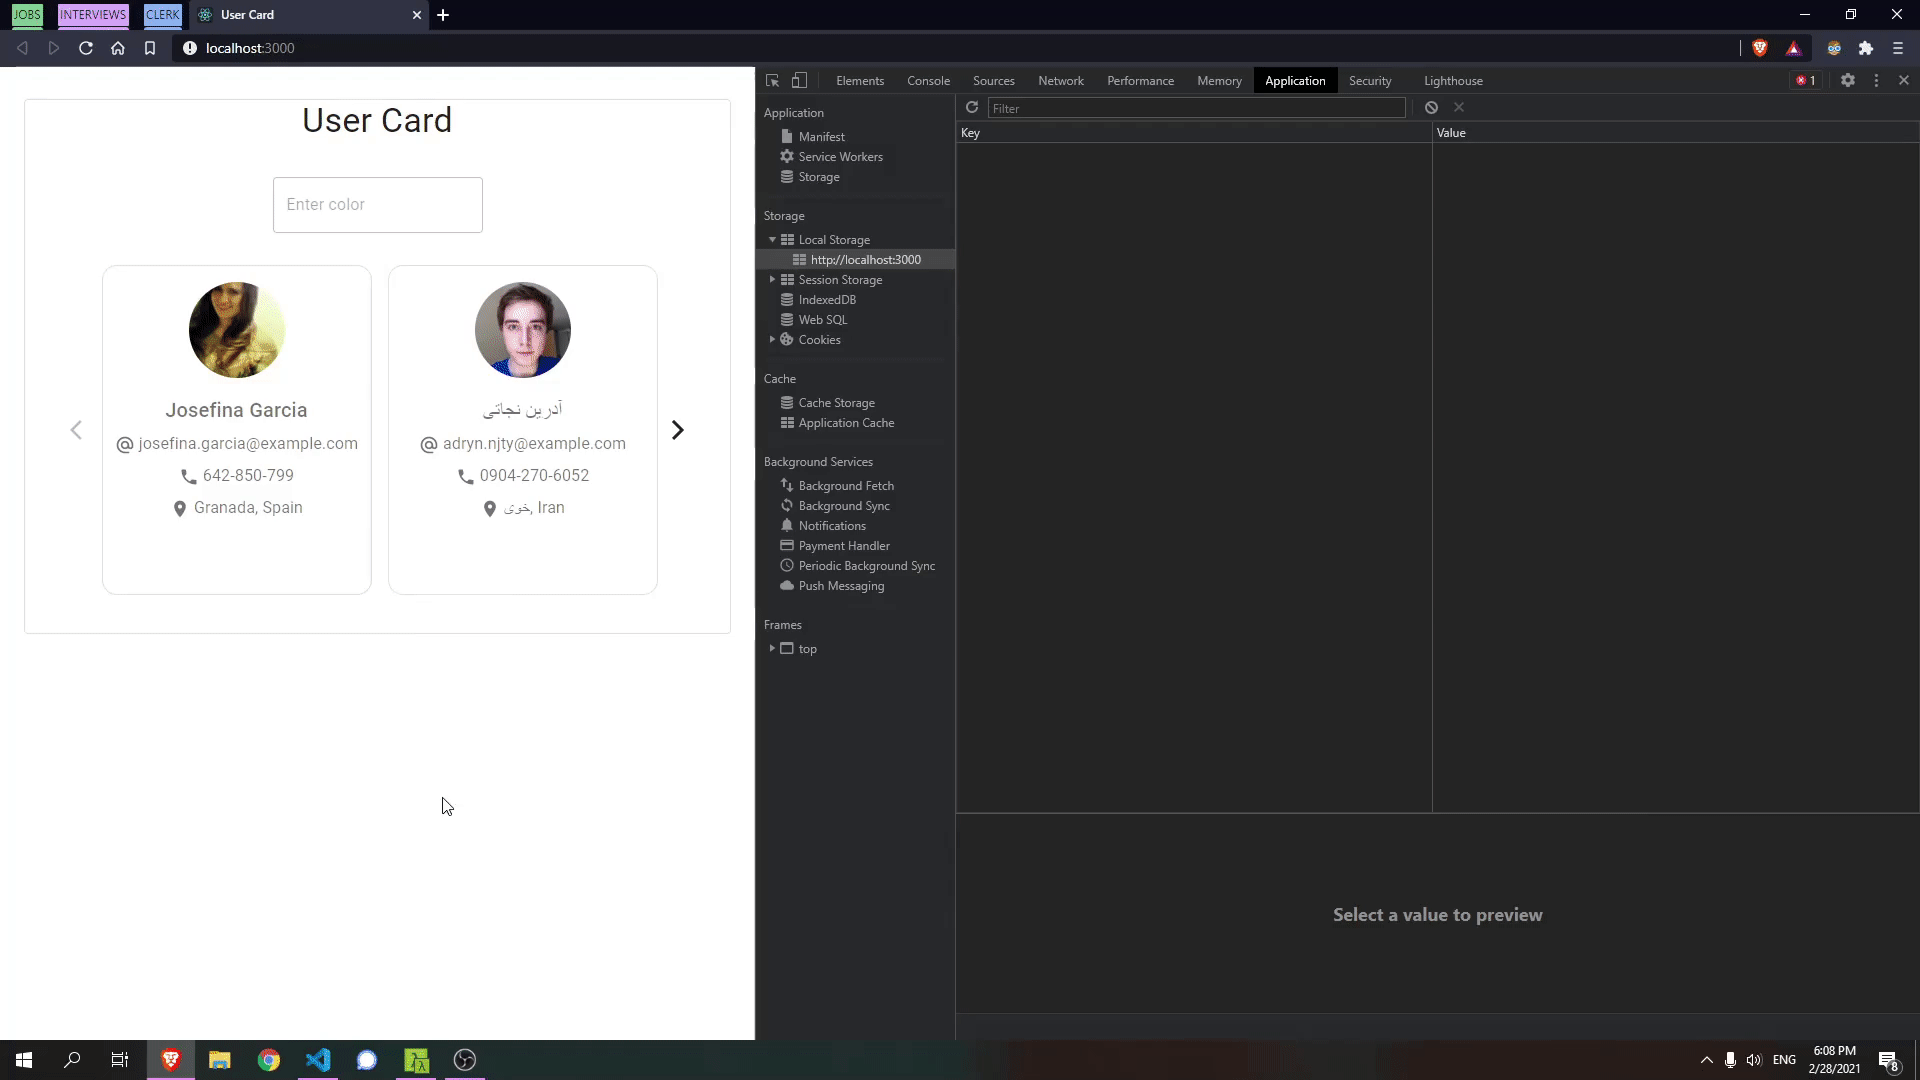 JOBS
INTERVIEWS
CLERK
User Card
localhost:3000
User Card
Enter color
Josefina Garcia
josefina.garcia@example.com
642-850-799
Granada, Spain
آدرین نجاتی
adryn.njty@example.com
0904-270-6052
خوی, Iran
Elements
Console
Sources
Network
Performance
Memory
Application
Security
Lighthouse
1
Application
Manifest
Service Workers
Storage
Storage
Local Storage
http://localhost:3000
Session Storage
IndexedDB
Web SQL
Cookies
Cache
Cache Storage
Application Cache
Background Services
Background Fetch
Background Sync
Notifications
Payment Handler
Periodic Background Sync
Push Messaging
Frames
top
Filter
Key
Value
Select a value to preview
ENG
6:08 PM
2/28/2021
8